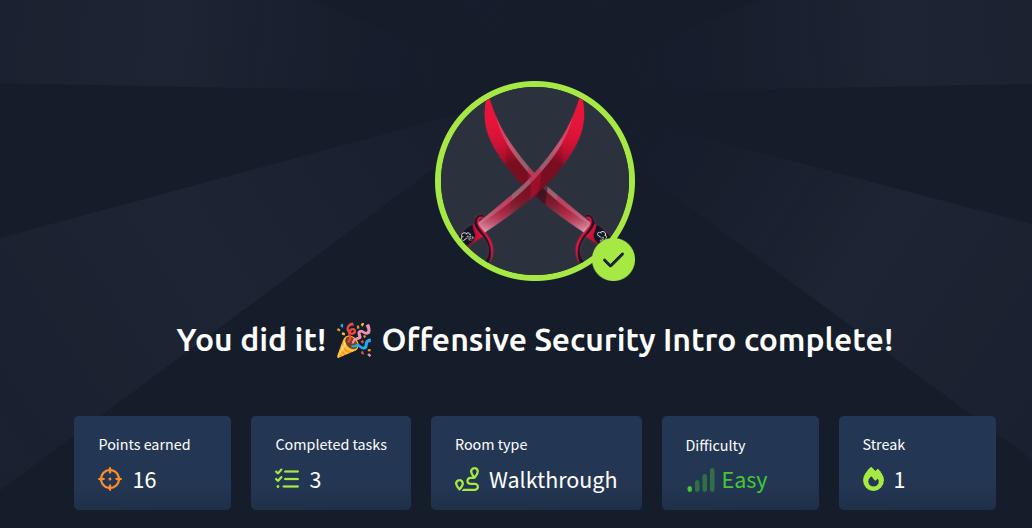 You did it! 🎉 Offensive Security Intro complete!
Points earned
16
Completed tasks
3
Room type
Walkthrough
Difficulty
Easy
Streak
1